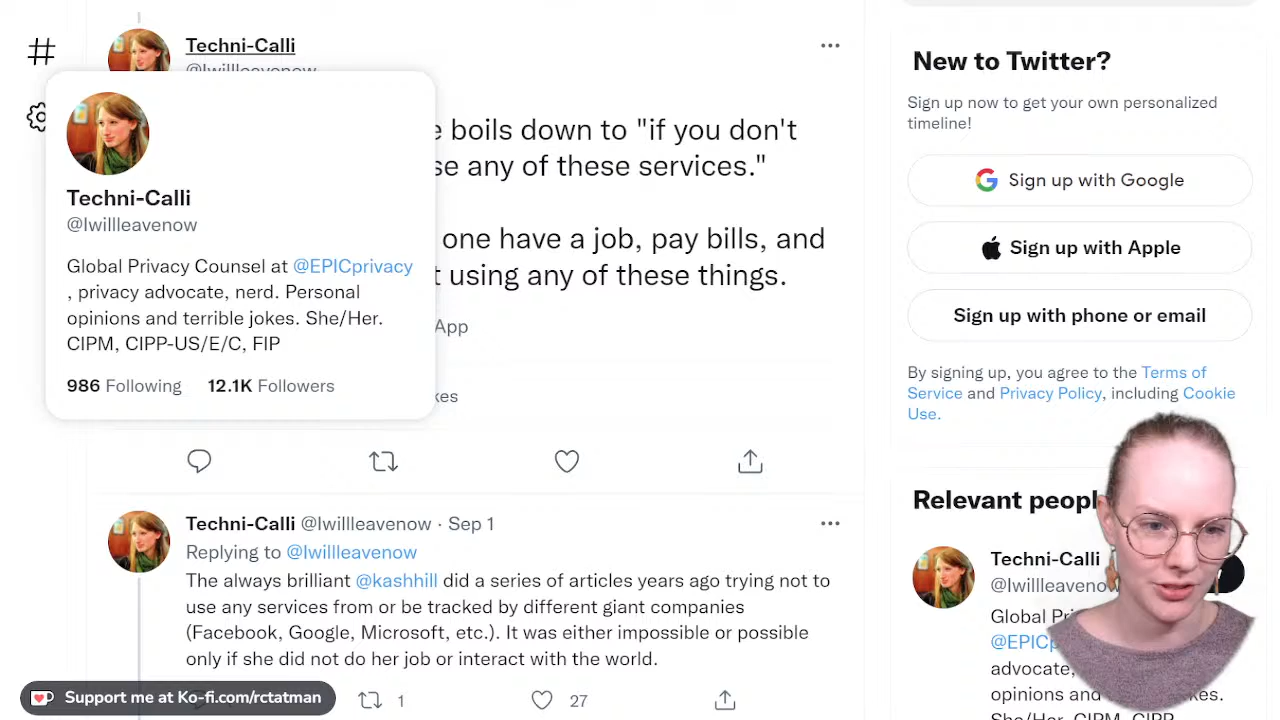 Techni-Calli
@Iwillleavenow
Techni-Calli
@Iwillleavenow
Global Privacy Counsel at @EPICprivacy
, privacy advocate, nerd. Personal
opinions and terrible jokes. She/Her.
CIPM, CIPP-US/E/C, FIP
986 Following 12.1K Followers
e boils down to "if you don't
se any of these services."
one have a job, pay bills, and
t using any of these things.
App
kes
Techni-Calli @Iwillleavenow · Sep 1
Replying to @Iwillleavenow
The always brilliant @kashhill did a series of articles years ago trying not to
use any services from or be tracked by different giant companies
(Facebook, Google, Microsoft, etc.). It was either impossible or possible
only if she did not do her job or interact with the world.
1 27
Support me at Ko-fi.com/rctatman
New to Twitter?
Sign up now to get your own personalized
timeline!
Sign up with Google
Sign up with Apple
Sign up with phone or email
By signing up, you agree to the Terms of
Service and Privacy Policy, including Cookie
Use.
Relevant peopl
Techni-Calli
@Iwillleaveno
Global Pri
@EPICp
advocate,
opinions and kes.
She/Her. CIPM, CIPP